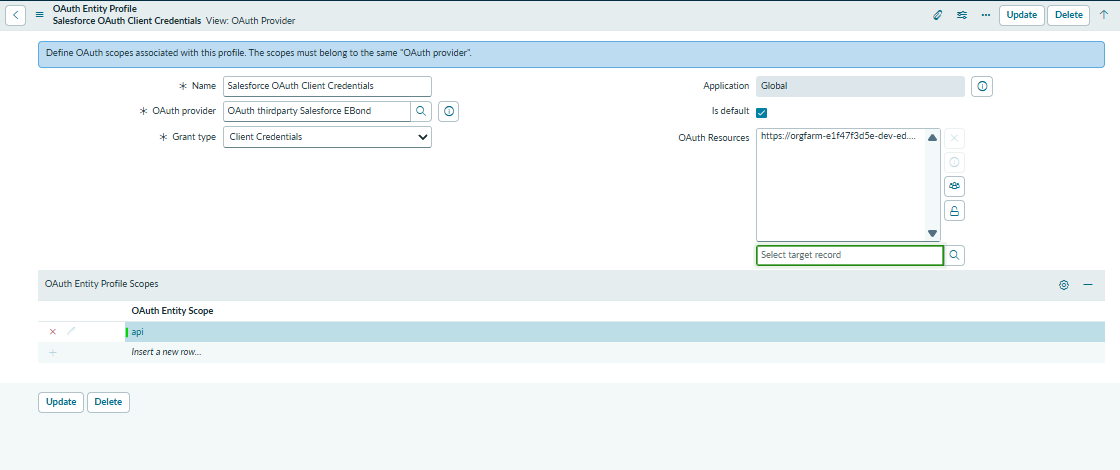 OAuth Entity Profile
Salesforce OAuth Client Credentials View: OAuth Provider
Update
Delete
Define OAuth scopes associated with this profile. The scopes must belong to the same "OAuth provider".
Name
Salesforce OAuth Client Credentials
OAuth provider
OAuth thirdparty Salesforce EBond
Grant type
Client Credentials
Application
Global
Is default
OAuth Resources
https://orgfarm-e1f47f3d5e-dev-ed....
Select target record
OAuth Entity Profile Scopes
OAuth Entity Scope
api
Insert a new row...
Update
Delete